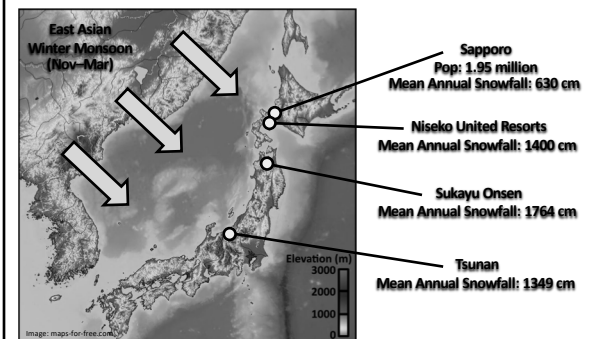 East Asian
Winter Monsoon
(Nov–Mar)
Sapporo
Pop: 1.95 million
Mean Annual Snowfall: 630 cm
Niseko United Resorts
Mean Annual Snowfall: 1400 cm
Sukayu Onsen
Mean Annual Snowfall: 1764 cm
Tsunan
Mean Annual Snowfall: 1349 cm
Elevation (m)
3000
2000
1000
0
Image: maps-for-free.com